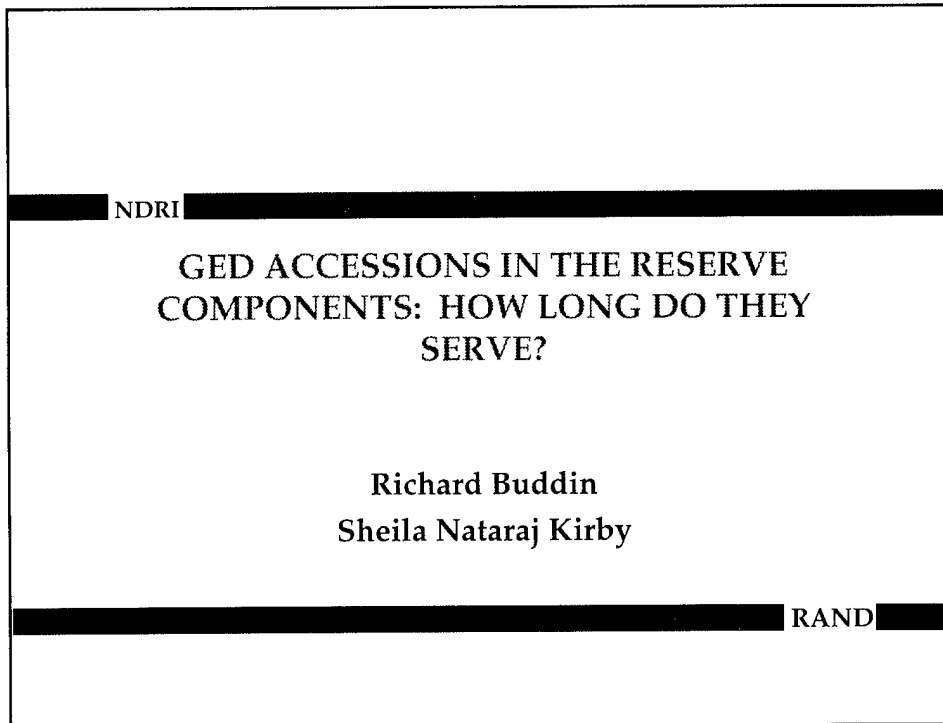 NDRI
GED ACCESSIONS IN THE RESERVE
COMPONENTS: HOW LONG DO THEY
SERVE?
Richard Buddin
Sheila Nataraj Kirby
RAND